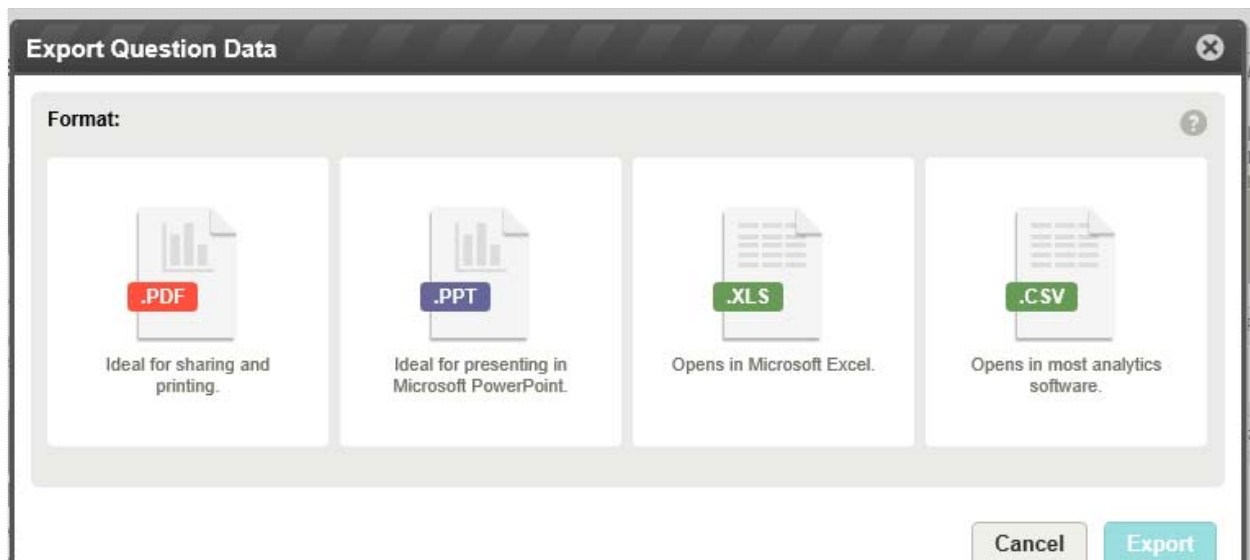 Export Question Data
Format:
?
.PDF
Ideal for sharing and
printing.
.PPT
Ideal for presenting in
Microsoft PowerPoint.
.XLS
Opens in Microsoft Excel.
.CSV
Opens in most analytics
software.
Cancel
Export